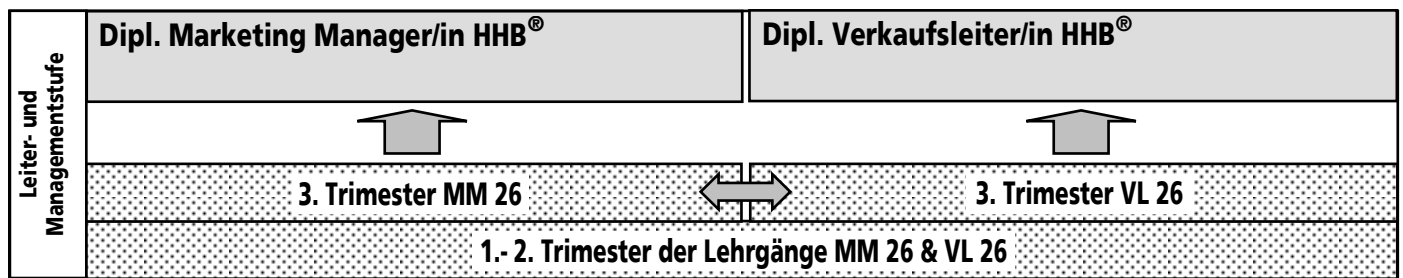 Leiter- und
Managementstufe
Dipl. Marketing Manager/in HHB®
Dipl. Verkaufsleiter/in HHB®
3. Trimester MM 26
3. Trimester VL 26
1.- 2. Trimester der Lehrgänge MM 26 & VL 26